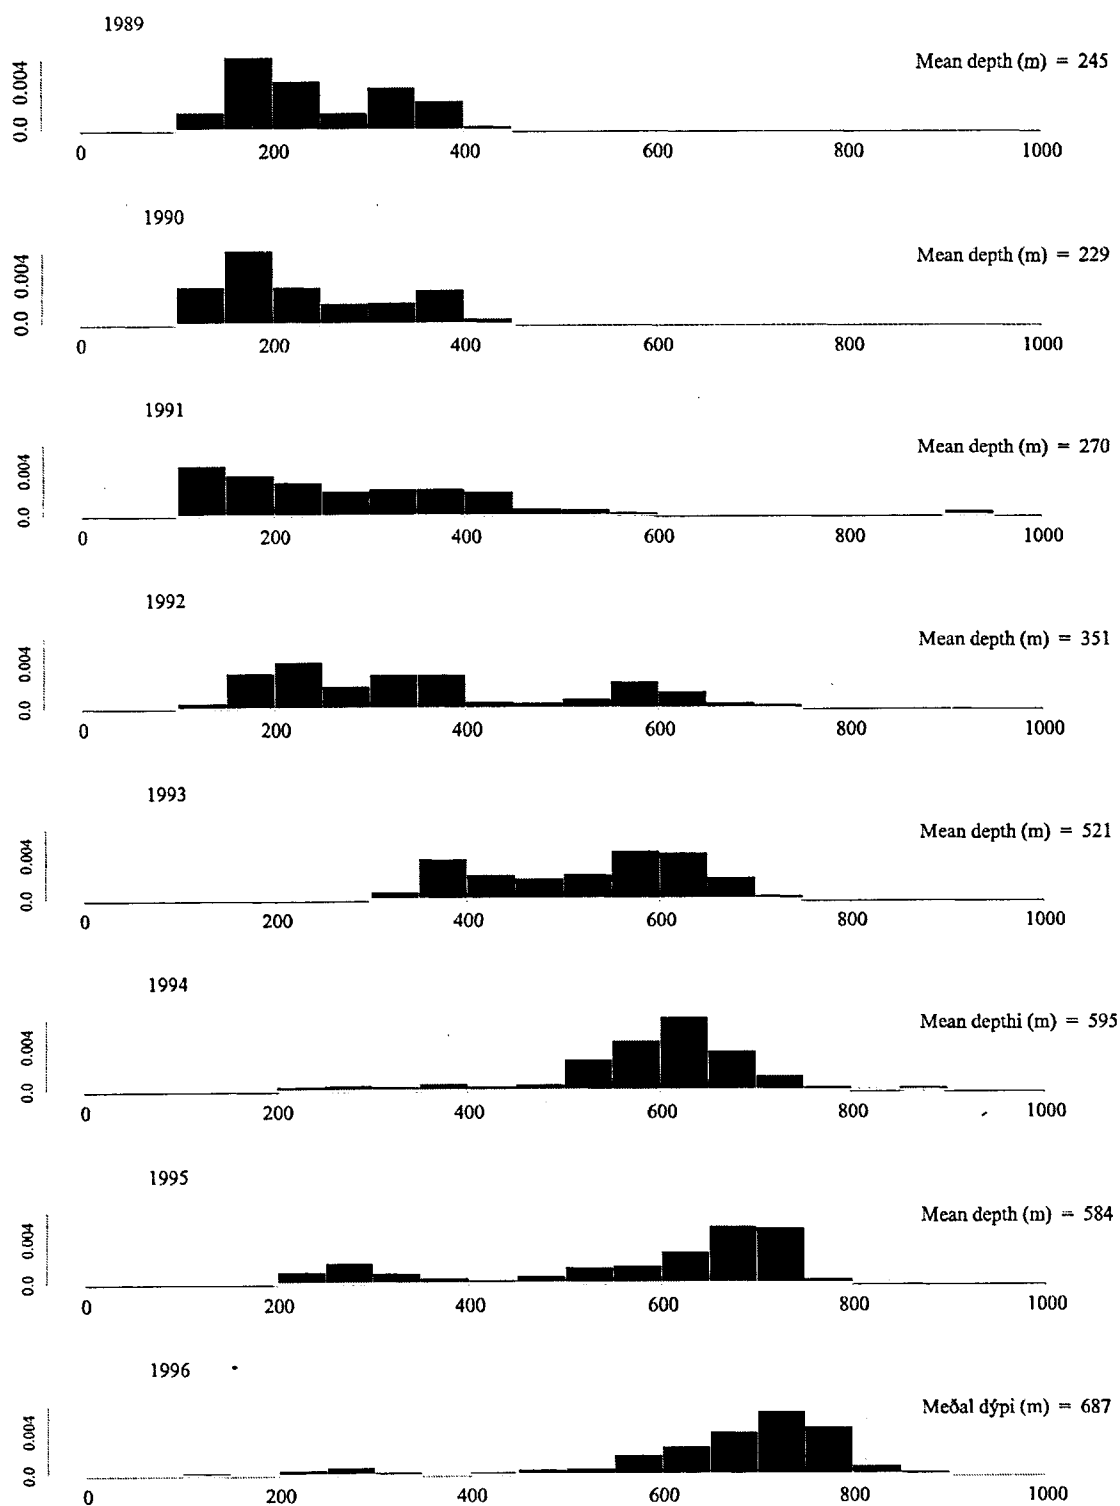 1989
Mean depth (m) = 245
0.0 0.004
0 200 400 600 800 1000
1990
Mean depth (m) = 229
0.0 0.004
0 200 400 600 800 1000
1991
Mean depth (m) = 270
0.0 0.004
0 200 400 600 800 1000
1992
Mean depth (m) = 351
0.0 0.004
0 200 400 600 800 1000
1993
Mean depth (m) = 521
0.0 0.004
0 200 400 600 800 1000
1994
Mean depthi (m) = 595
0.0 0.004
0 200 400 600 800 1000
1995
Mean depth (m) = 584
0.0 0.004
0 200 400 600 800 1000
1996
Meðal dýpi (m) = 687
0.0 0.004
0 200 400 600 800 1000